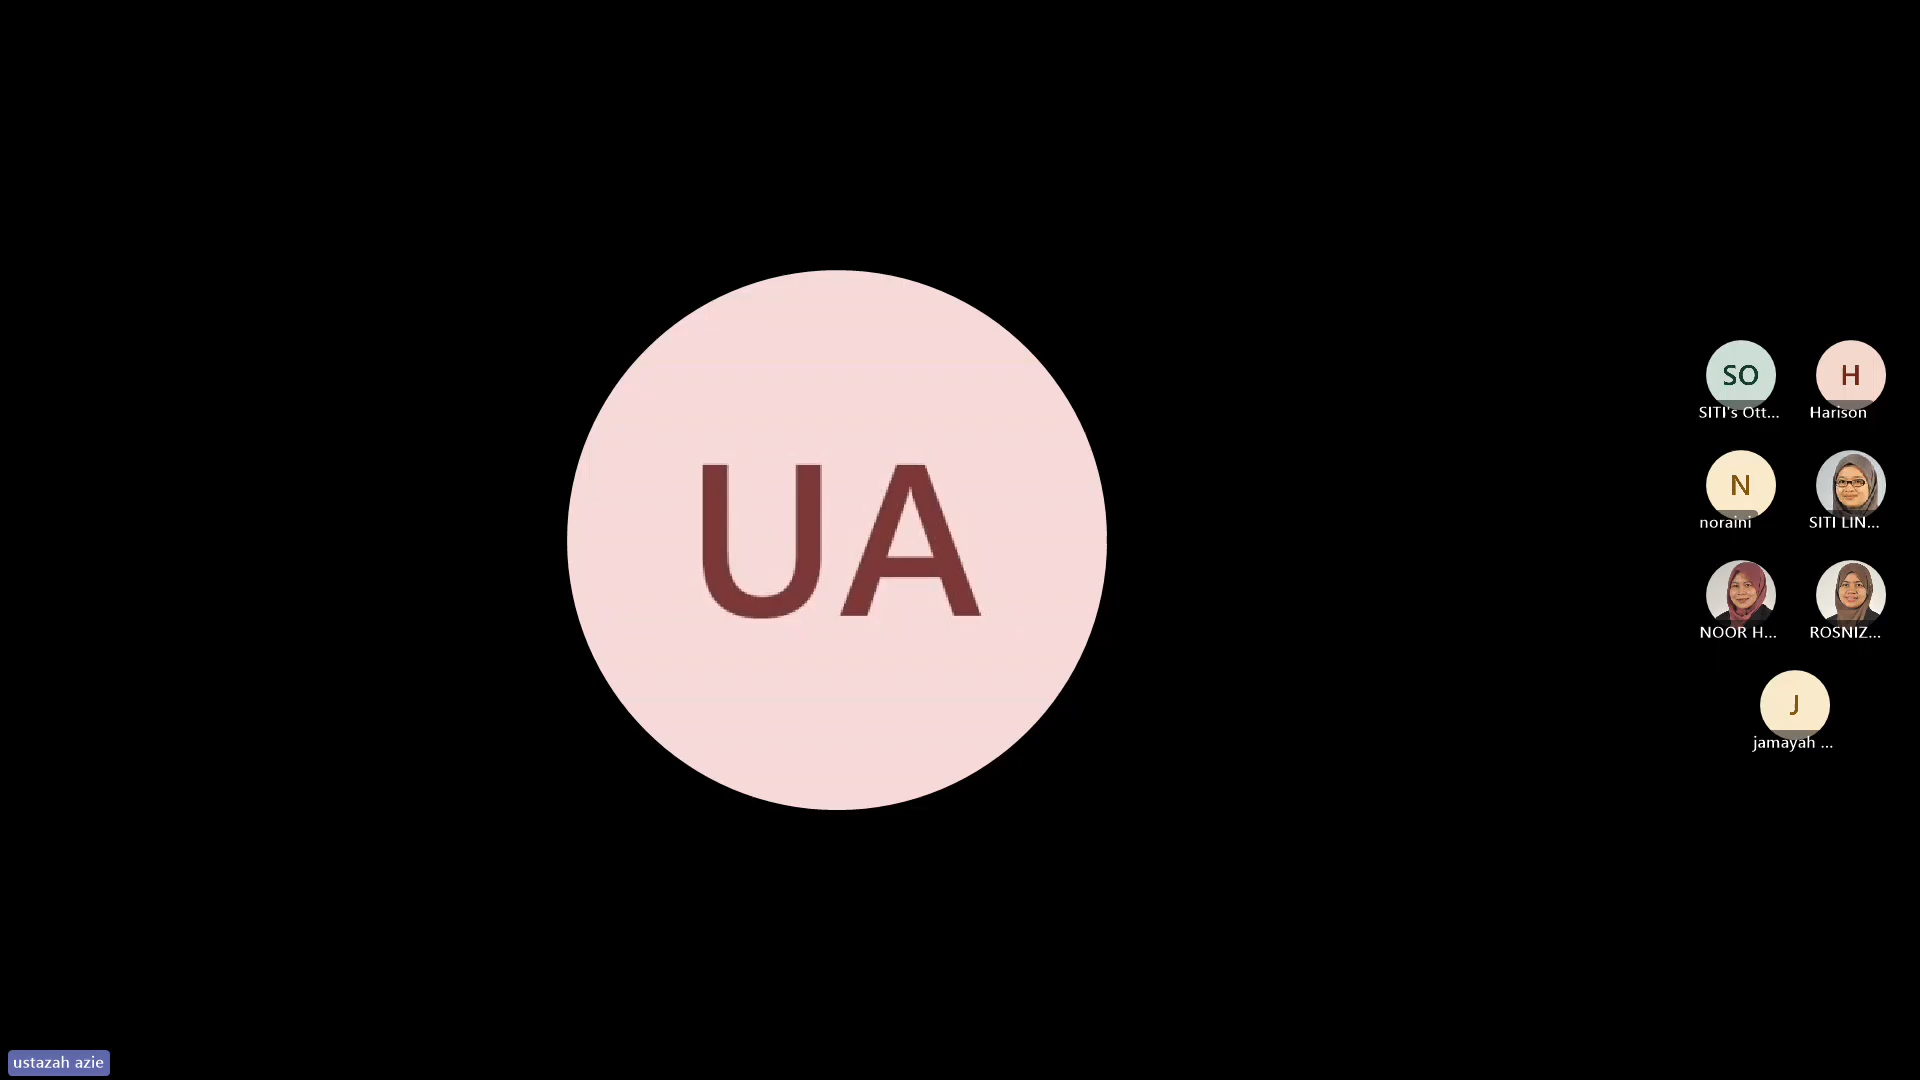 UA
SO
H
SITI's Ott...
Harison
N
noraini
SITI LIN...
NOOR H...
ROSNIZ...
J
jamayah ...
ustazah azie